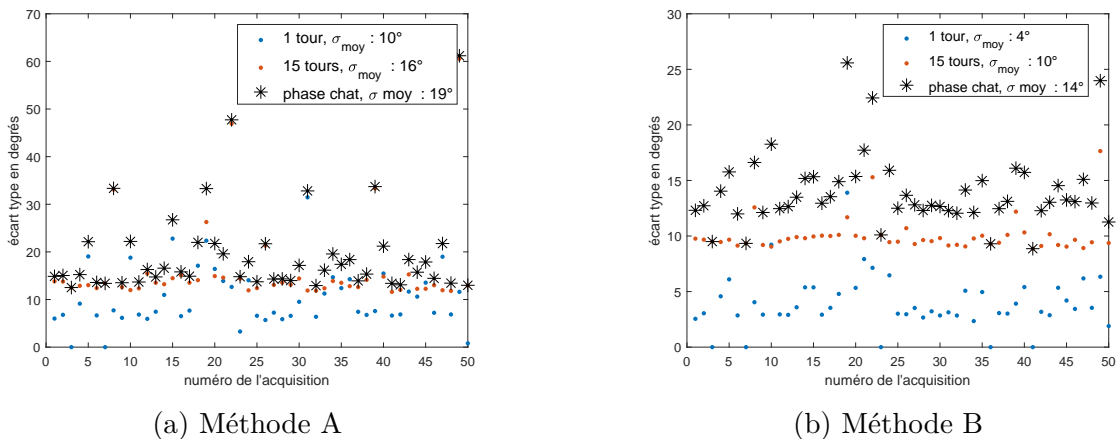 70
60
50
40
30
20
10
0
écart type en degrés
0 5 10 15 20 25 30 35 40 45 50
numéro de l'acquisition
1 tour, σmoy : 10°
15 tours, σmoy : 16°
phase chat, σ moy : 19°
(a) Méthode A
30
25
20
15
10
5
0
écart type en degrés
0 5 10 15 20 25 30 35 40 45 50
numéro de l'acquisition
1 tour, σmoy : 4°
15 tours, σmoy : 10°
phase chat, σ moy : 14°
(b) Méthode B